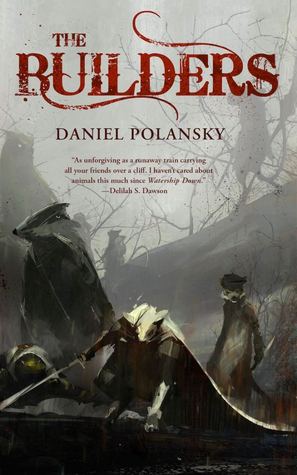 THE
BUILDERS
DANIEL POLANSKY
"As unforgiving as a runaway train carrying
all your friends over a cliff. I haven't cared about
animals this much since Watership Down."
—Delilah S. Dawson